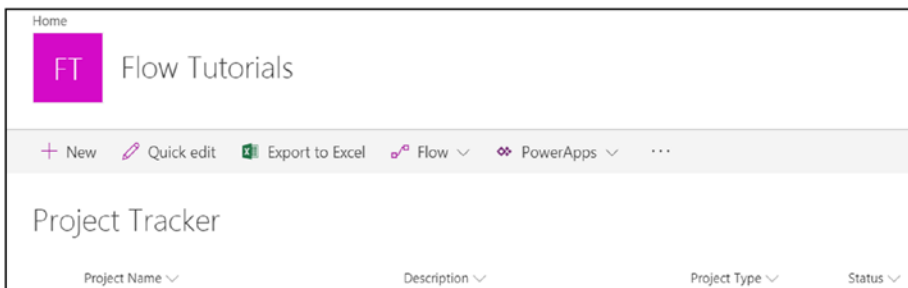 Home
FT Flow Tutorials
New Quick edit Export to Excel Flow PowerApps ...
Project Tracker
Project Name Description Project Type Status